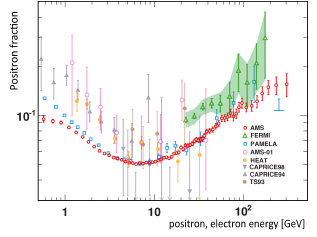 Positron fraction
10⁻¹
AMS
FERMI
PAMELA
AMS-01
HEAT
CAPRICE98
CAPRICE94
TS93
1 10 10²
positron, electron energy [GeV]